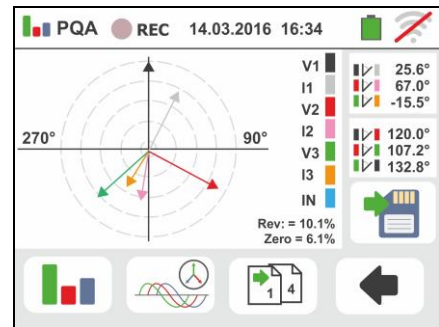 PQA REC 14.03.2016 16:34
270°
90°
V1
I1
V2
I2
V3
I3
IN
Rev: = 10.1%
Zero = 6.1%
25.6°
67.0°
-15.5°
120.0°
107.2°
132.8°
1 4